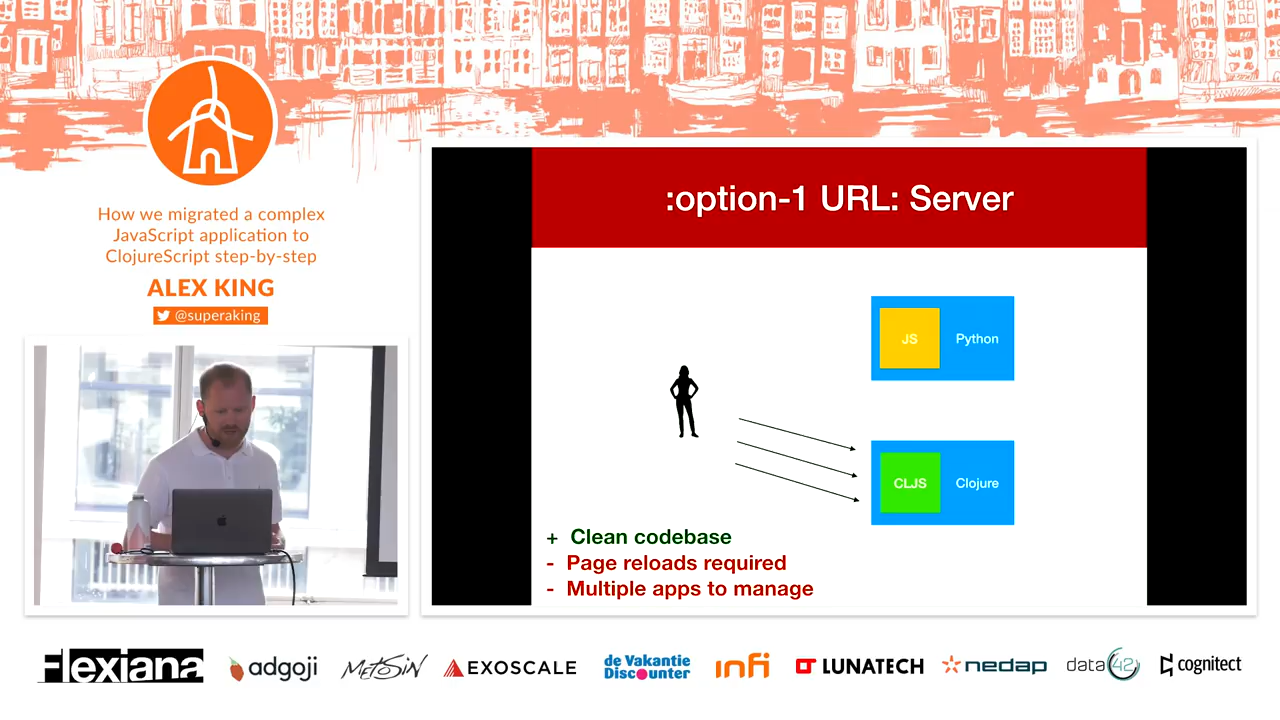 How we migrated a complex
JavaScript application to
ClojureScript step-by-step
ALEX KING
@superaking
:option-1 URL: Server
JS
Python
CLJS
Clojure
+ Clean codebase
- Page reloads required
- Multiple apps to manage
Flexiana
adgoji
METOSIN
EXOSCALE
de Vakantie
Discounter
infi
LUNATECH
nedap
data42
cognitect